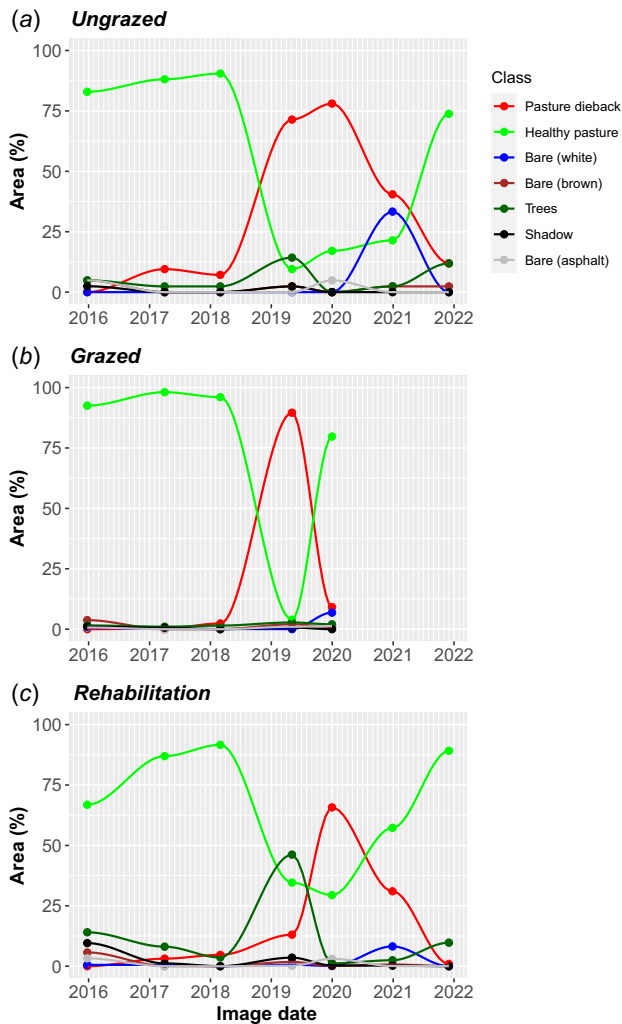 (a) Ungrazed
100
75
50
25
0
Area (%)
2016 2017 2018 2019 2020 2021 2022
Class
Pasture dieback
Healthy pasture
Bare (white)
Bare (brown)
Trees
Shadow
Bare (asphalt)
(b) Grazed
100
75
50
25
0
Area (%)
2016 2017 2018 2019 2020 2021 2022
(c) Rehabilitation
100
75
50
25
0
Area (%)
2016 2017 2018 2019 2020 2021 2022
Image date